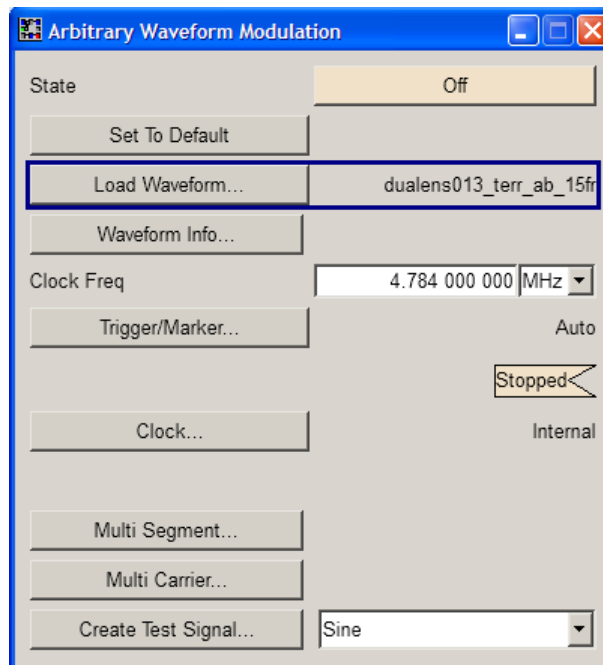 Arbitrary Waveform Modulation
State Off
Set To Default
Load Waveform... dualens013_terr_ab_15fr
Waveform Info...
Clock Freq 4.784 000 000 MHz
Trigger/Marker... Auto
Stopped
Clock... Internal
Multi Segment...
Multi Carrier...
Create Test Signal... Sine